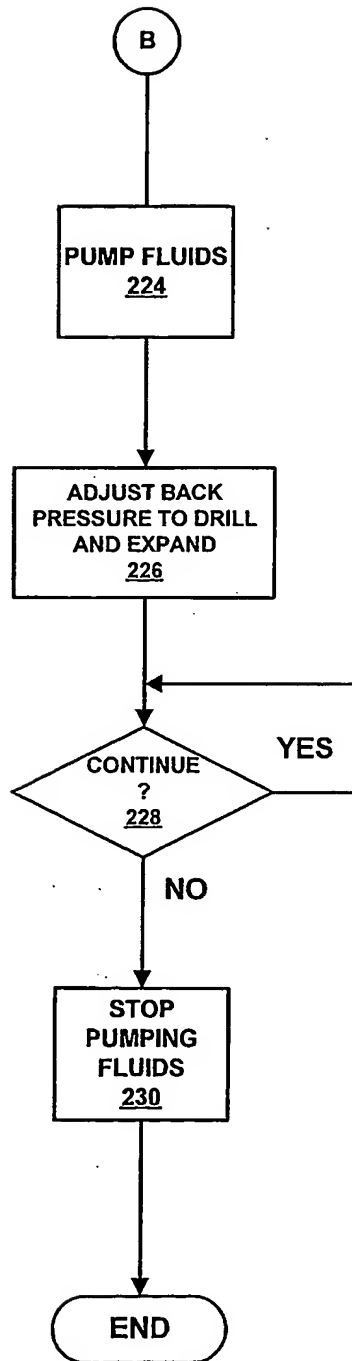 B
PUMP FLUIDS
224
ADJUST BACK
PRESSURE TO DRILL
AND EXPAND
226
CONTINUE
?
228
YES
NO
STOP
PUMPING
FLUIDS
230
END